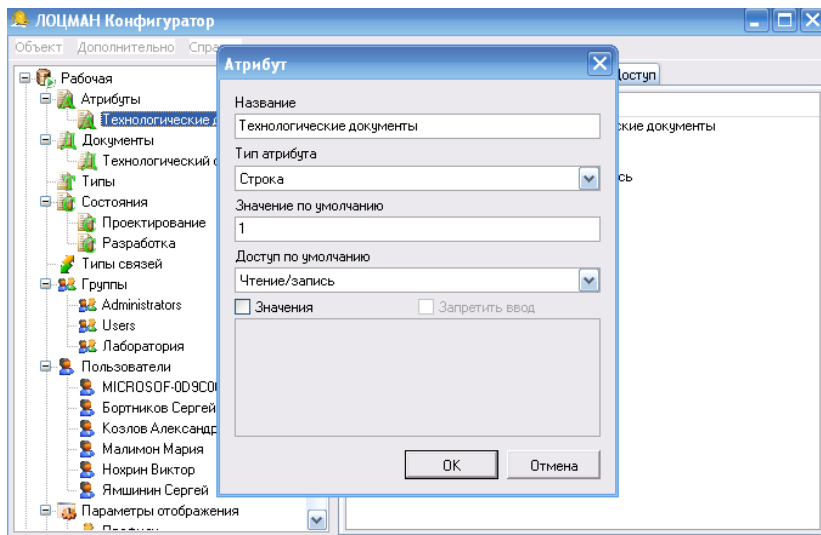 ЛОЦМАН Конфигуратор
Объект Дополнительно
Рабочая
Атрибуты
Технологические
Документы
Технологический
Типы
Состояния
Проектирование
Разработка
Типы связей
Группы
Administrators
Users
Лаборатория
Пользователи
MICROSOF-0D9C0
Бортников Сергей
Козлов Александр
Малимон Мария
Нохрин Виктор
Ямшинин Сергей
Параметры отображения
Атрибут
Название
Технологические документы
Тип атрибута
Строка
Значение по умолчанию
1
Доступ по умолчанию
Чтение/запись
Значения
Запретить ввод
OK
Отмена
Доступ
ские документы
сь